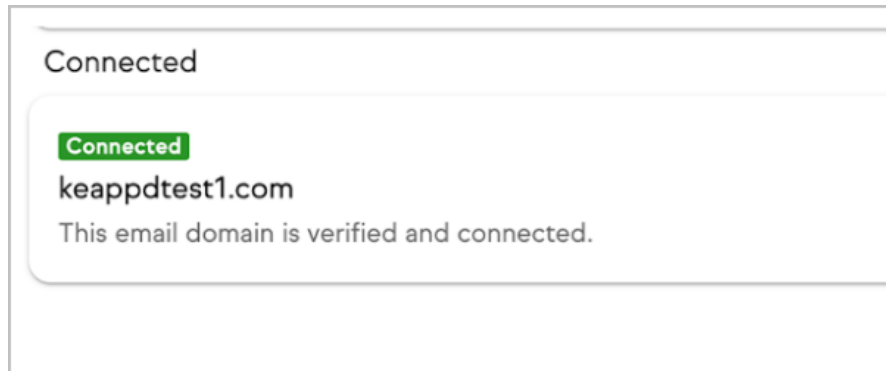 Connected
Connected
keappdtest1.com
This email domain is verified and connected.